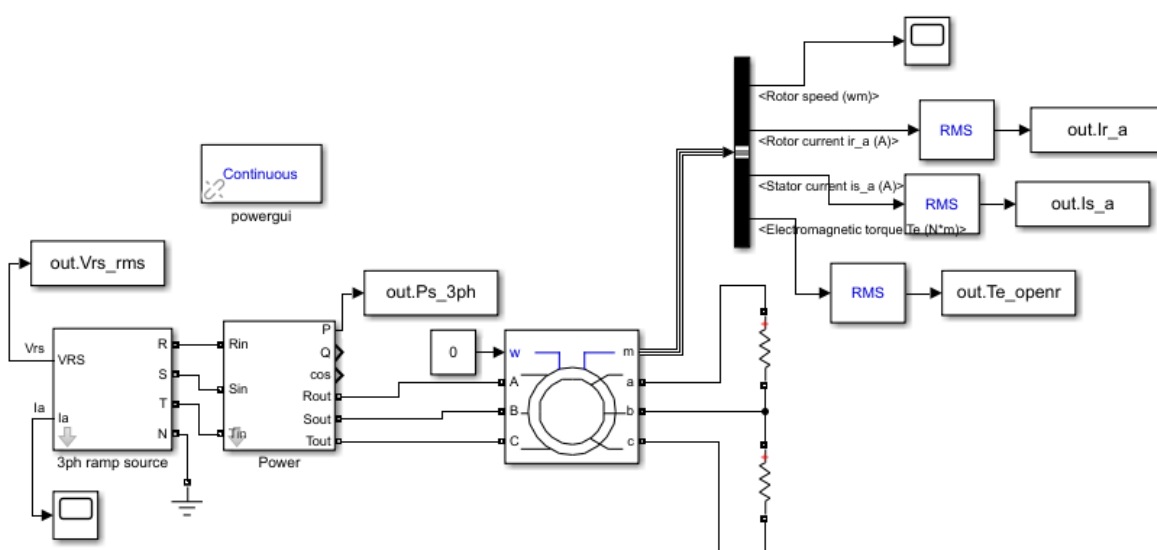 <Rotor speed (wm)>
<Rotor current ir_a (A)>
RMS
out.Ir_a
<Stator current is_a (A)>
RMS
out.Is_a
<Electromagnetic torque Te (N*m)>
RMS
out.Te_openr
Continuous
powergui
out.Vrs_rms
out.Ps_3ph
Vrs
VRS
Ia
Ia
R
S
T
N
3ph ramp source
Rin
Sin
Tin
P
Q
cos
Rout
Sout
Tout
Power
0
w
A
B
C
m
a
b
c